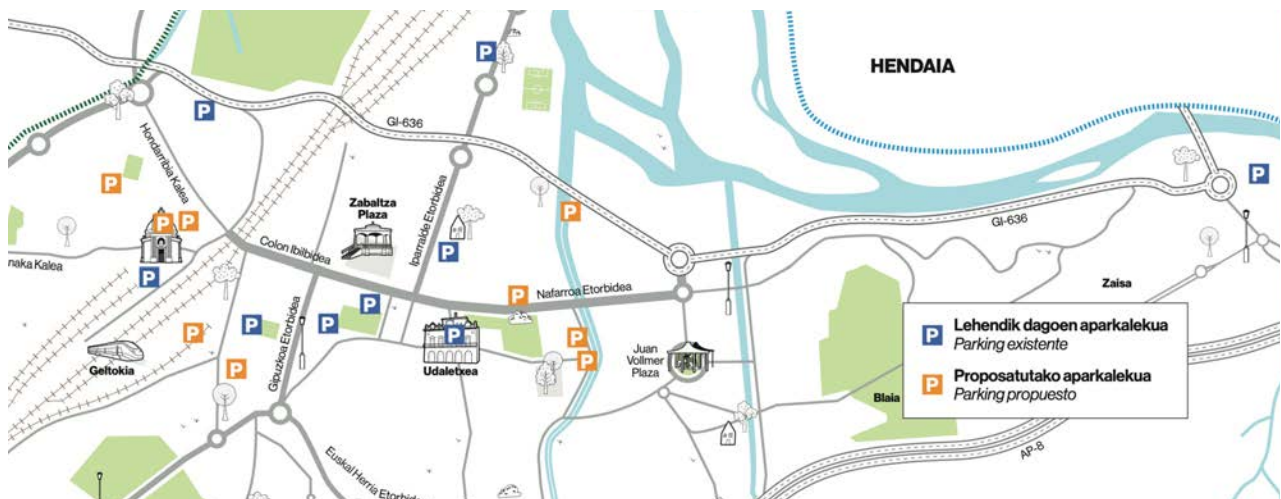 HENDAIA
P
P
GI-636
P
Hondarribia Kalea
P
P
P
Zabaltza
Plaza
Iparralde Etorbidea
P
P
GI-636
naka Kalea
P
Colon Ibilbidea
P
Nafarroa Etorbidea
Zaisa
P
P
P
P
P
P
P
Geltokia
P
Gipuzkoa Etorbidea
Udaletxea
Juan
Vollmer
Plaza
Blaia
P Lehendik dagoen aparkalekua
Parking existente
P Proposatutako aparkalekua
Parking propuesto
Euskal Herria Etorbidea
AP-8